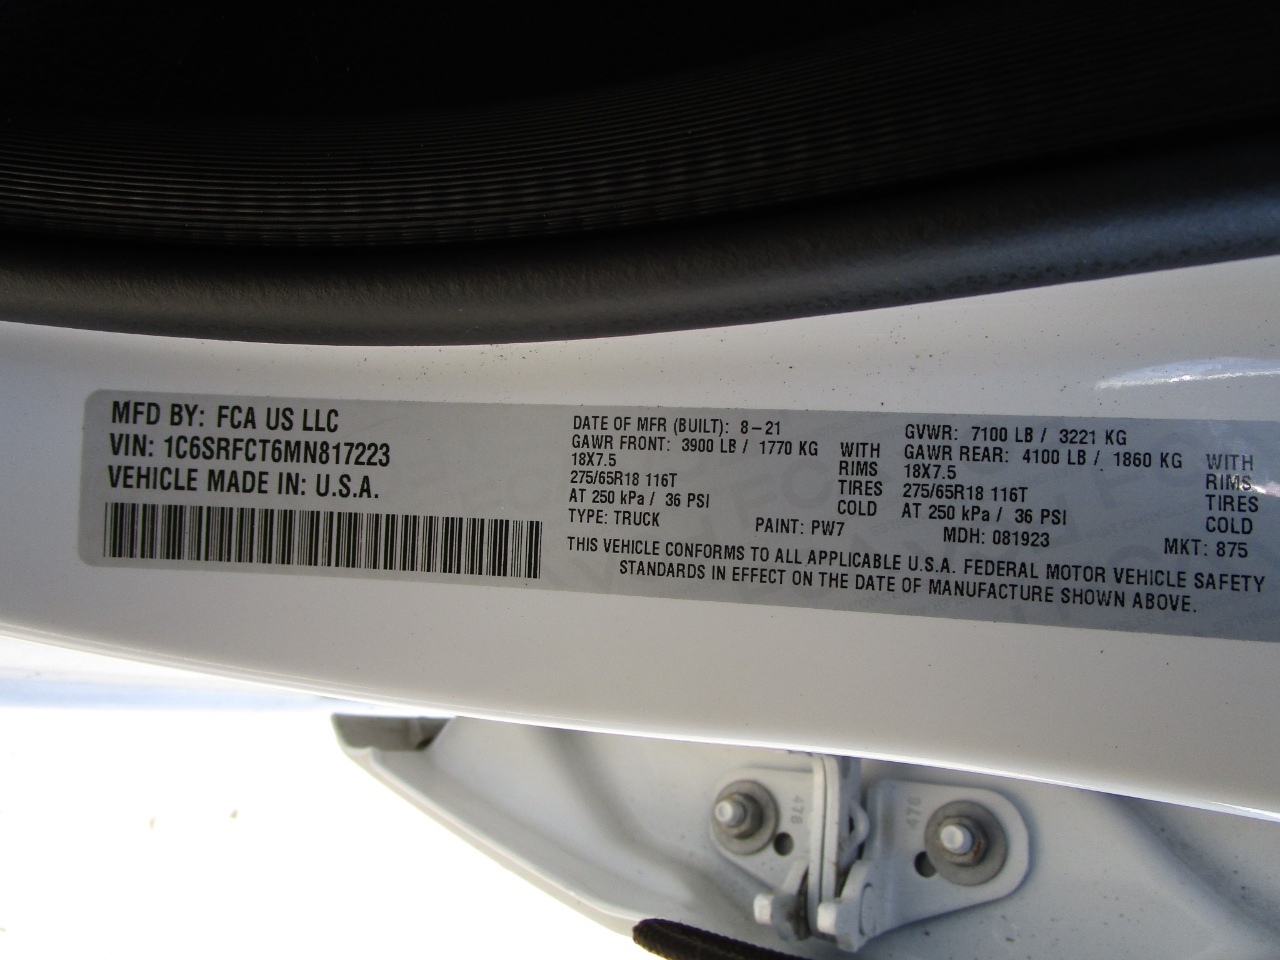 MFD BY: FCA US LLC
VIN: 1C6SRFCT6MN817223
VEHICLE MADE IN: U.S.A.
DATE OF MFR (BUILT): 8-21
GAWR FRONT: 3900 LB / 1770 KG WITH
18X7.5 RIMS
275/65R18 116T TIRES
AT 250 kPa / 36 PSI COLD
TYPE: TRUCK
GVWR: 7100 LB / 3221 KG
GAWR REAR: 4100 LB / 1860 KG WITH
18X7.5 RIMS
275/65R18 116T TIRES
AT 250 kPa / 36 PSI COLD
PAINT: PW7 MDH: 081923 MKT: 875
THIS VEHICLE CONFORMS TO ALL APPLICABLE U.S.A. FEDERAL MOTOR VEHICLE SAFETY
STANDARDS IN EFFECT ON THE DATE OF MANUFACTURE SHOWN ABOVE.
478
478